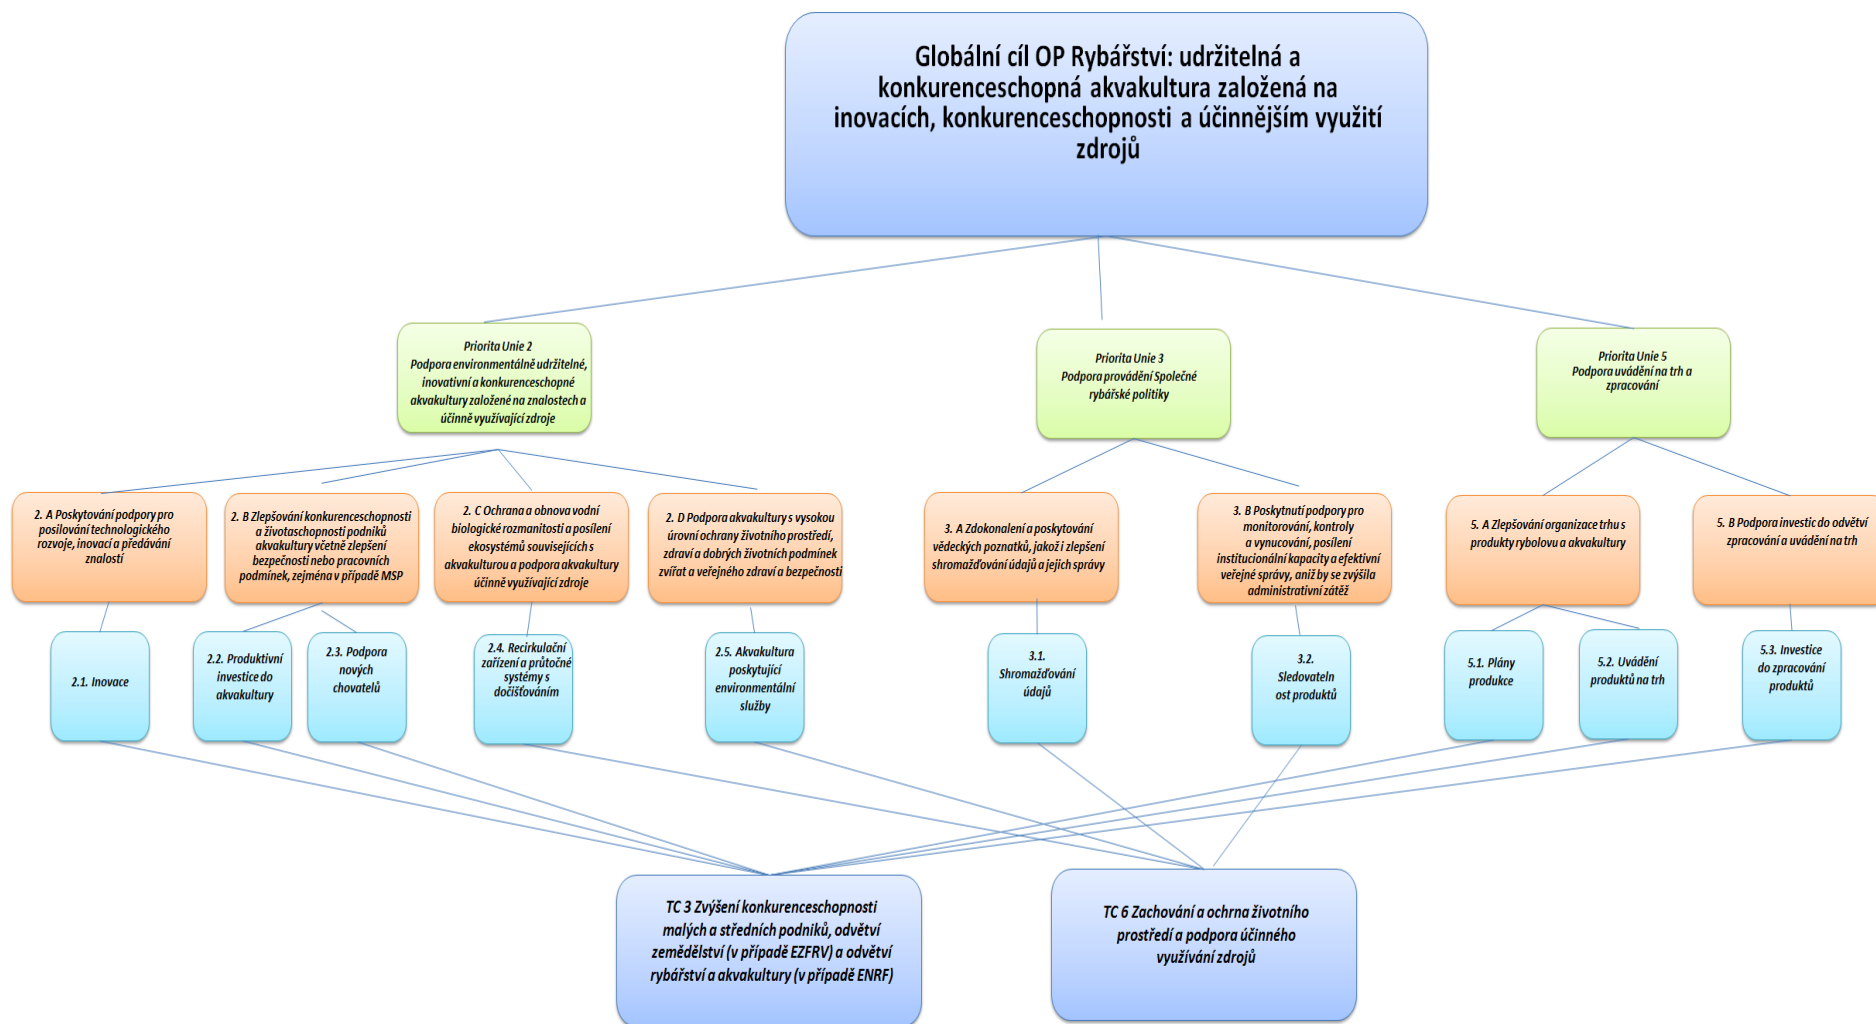 Globální cíl OP Rybářství: udržitelná a
konkurenceschopná akvakultura založená na
inovacích, konkurenceschopnosti a účinnějším využití
zdrojů
Priorita Unie 2
Podpora environmentálně udržitelné,
inovativní a konkurenceschopné
akvakultury založené na znalostech a
účinně využívající zdroje
Priorita Unie 3
Podpora provádění Společné
rybářské politiky
Priorita Unie 5
Podpora uvádění na trh a
zpracování
2. A Poskytování podpory pro
posilování technologického
rozvoje, inovací a předávání
znalostí
2. B Zlepšování konkurenceschopnosti
a životaschopnosti podniků
akvakultury včetně zlepšení
bezpečnosti nebo pracovních
podmínek, zejména v případě MSP
2. C Ochrana a obnova vodní
biologické rozmanitosti a posílení
ekosystémů souvisejících s
akvakulturou a podpora akvakultury
účinně využívající zdroje
2. D Podpora akvakultury s vysokou
úrovní ochrany životního prostředí,
zdraví a dobrých životních podmínek
zvířat a veřejného zdraví a bezpečnosti
3. A Zdokonalení a poskytování
vědeckých poznatků, jakož i zlepšení
shromažďování údajů a jejich správy
3. B Poskytnutí podpory pro
monitorování, kontroly
a vynucování, posílení
institucionální kapacity a efektivní
veřejné správy, aniž by se zvýšila
administrativní zátěž
5. A Zlepšování organizace trhu s
produkty rybolovu a akvakultury
5. B Podpora investic do odvětví
zpracování a uvádění na trh
2.1. Inovace
2.2. Produktivní
investice do
akvakultury
2.3. Podpora
nových
chovatelů
2.4. Recirkulační
zařízení a průtočné
systémy s
dočišťováním
2.5. Akvakultura
poskytující
environmentální
služby
3.1.
Shromažďování
údajů
3.2.
Sledovateln
ost produktů
5.1. Plány
produkce
5.2. Uvádění
produktů na trh
5.3. Investice
do zpracování
produktů
TC 3 Zvýšení konkurenceschopnosti
malých a středních podniků, odvětví
zemědělství (v případě EZFRV) a odvětví
rybářství a akvakultury (v případě ENRF)
TC 6 Zachování a ochrna životního
prostředí a podpora účinného
využívání zdrojů